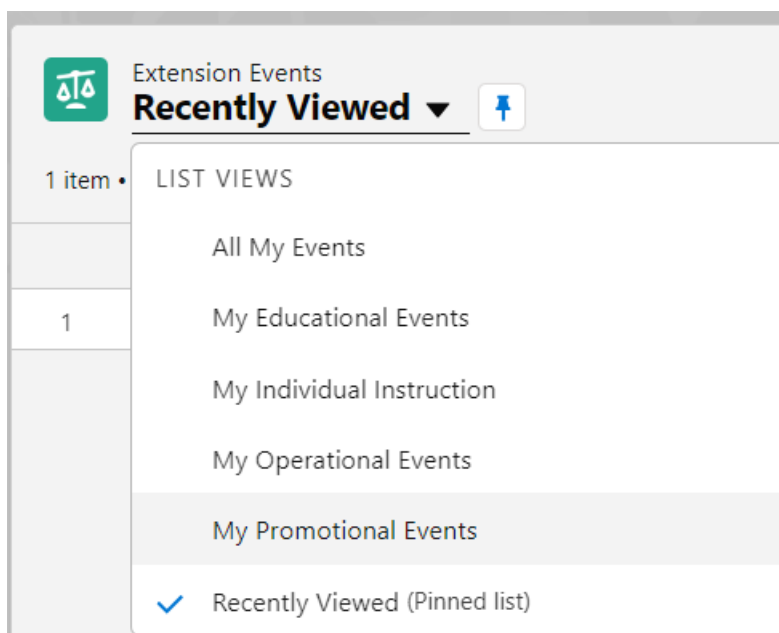 Extension Events
Recently Viewed
1 item •
LIST VIEWS
All My Events
1
My Educational Events
My Individual Instruction
My Operational Events
My Promotional Events
Recently Viewed (Pinned list)